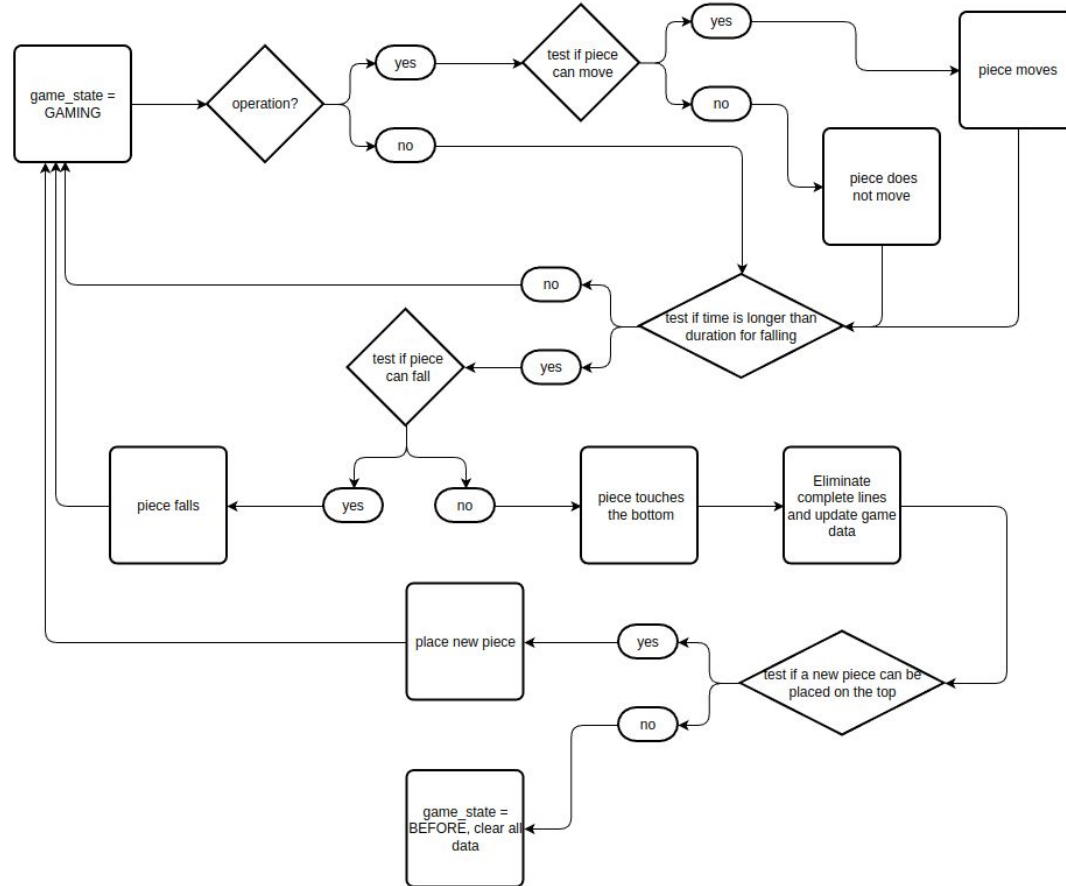 game_state =
GAMING
operation?
yes
no
test if piece
can move
yes
no
piece moves
piece does
not move
test if time is longer than
duration for falling
no
yes
test if piece
can fall
yes
no
piece falls
piece touches
the bottom
Eliminate
complete lines
and update game
data
test if a new piece can be
placed on the top
yes
no
place new piece
game_state =
BEFORE, clear all
data